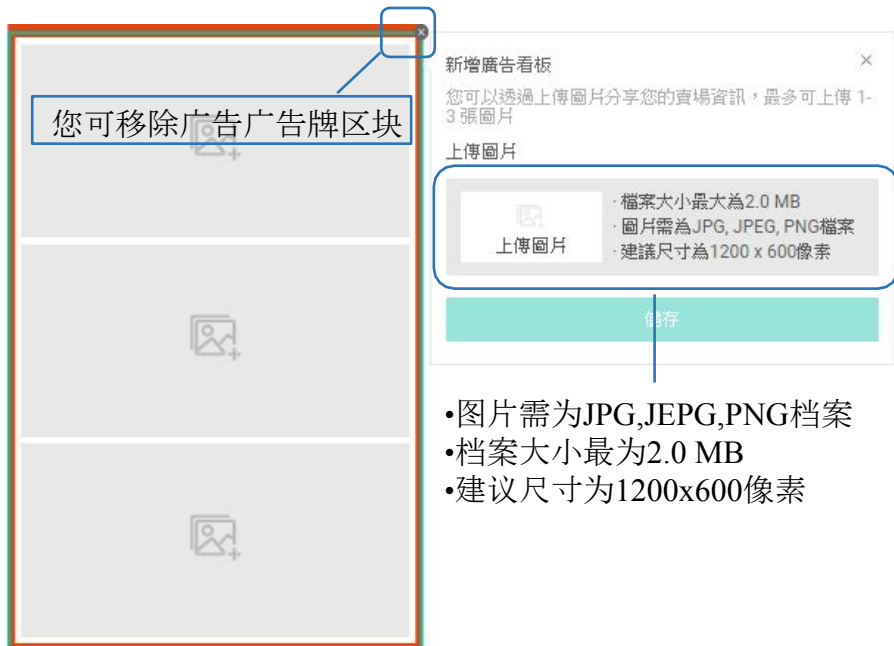 您可移除广告广告牌区块
新增廣告看板
您可以透過上傳圖片分享您的賣場資訊，最多可上傳 1-
3 張圖片
上傳圖片
上傳圖片
· 檔案大小最大為2.0 MB
· 圖片需為JPG, JPEG, PNG檔案
· 建議尺寸為1200 x 600像素
儲存
•图片需为JPG,JEPG,PNG档案
•档案大小最为2.0 MB
•建议尺寸为1200x600像素